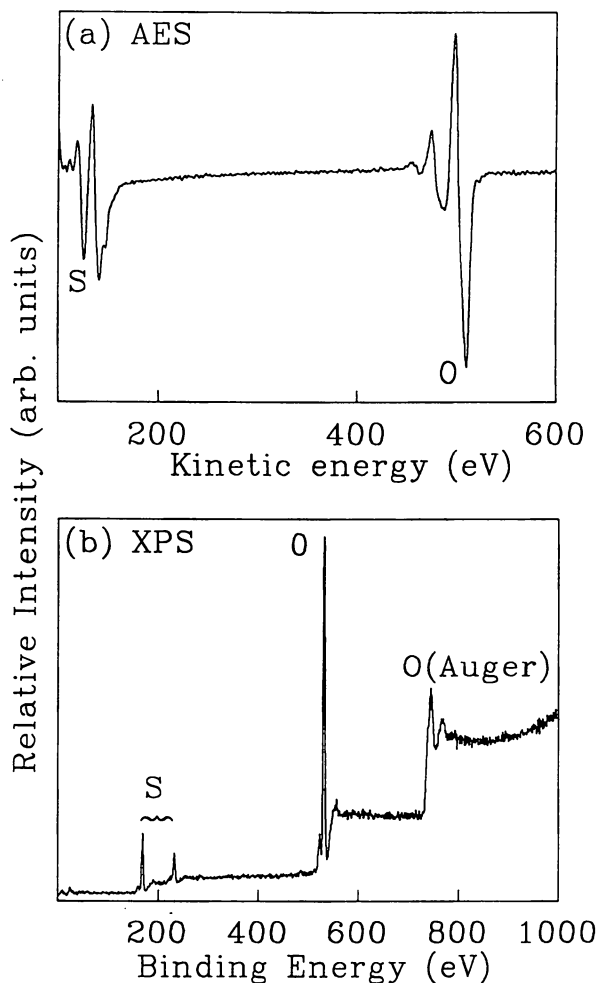 (a) AES
S
O
200 400 600
Kinetic energy (eV)
Relative Intensity (arb. units)
(b) XPS
O
O(Auger)
S
0 200 400 600 800 1000
Binding Energy (eV)